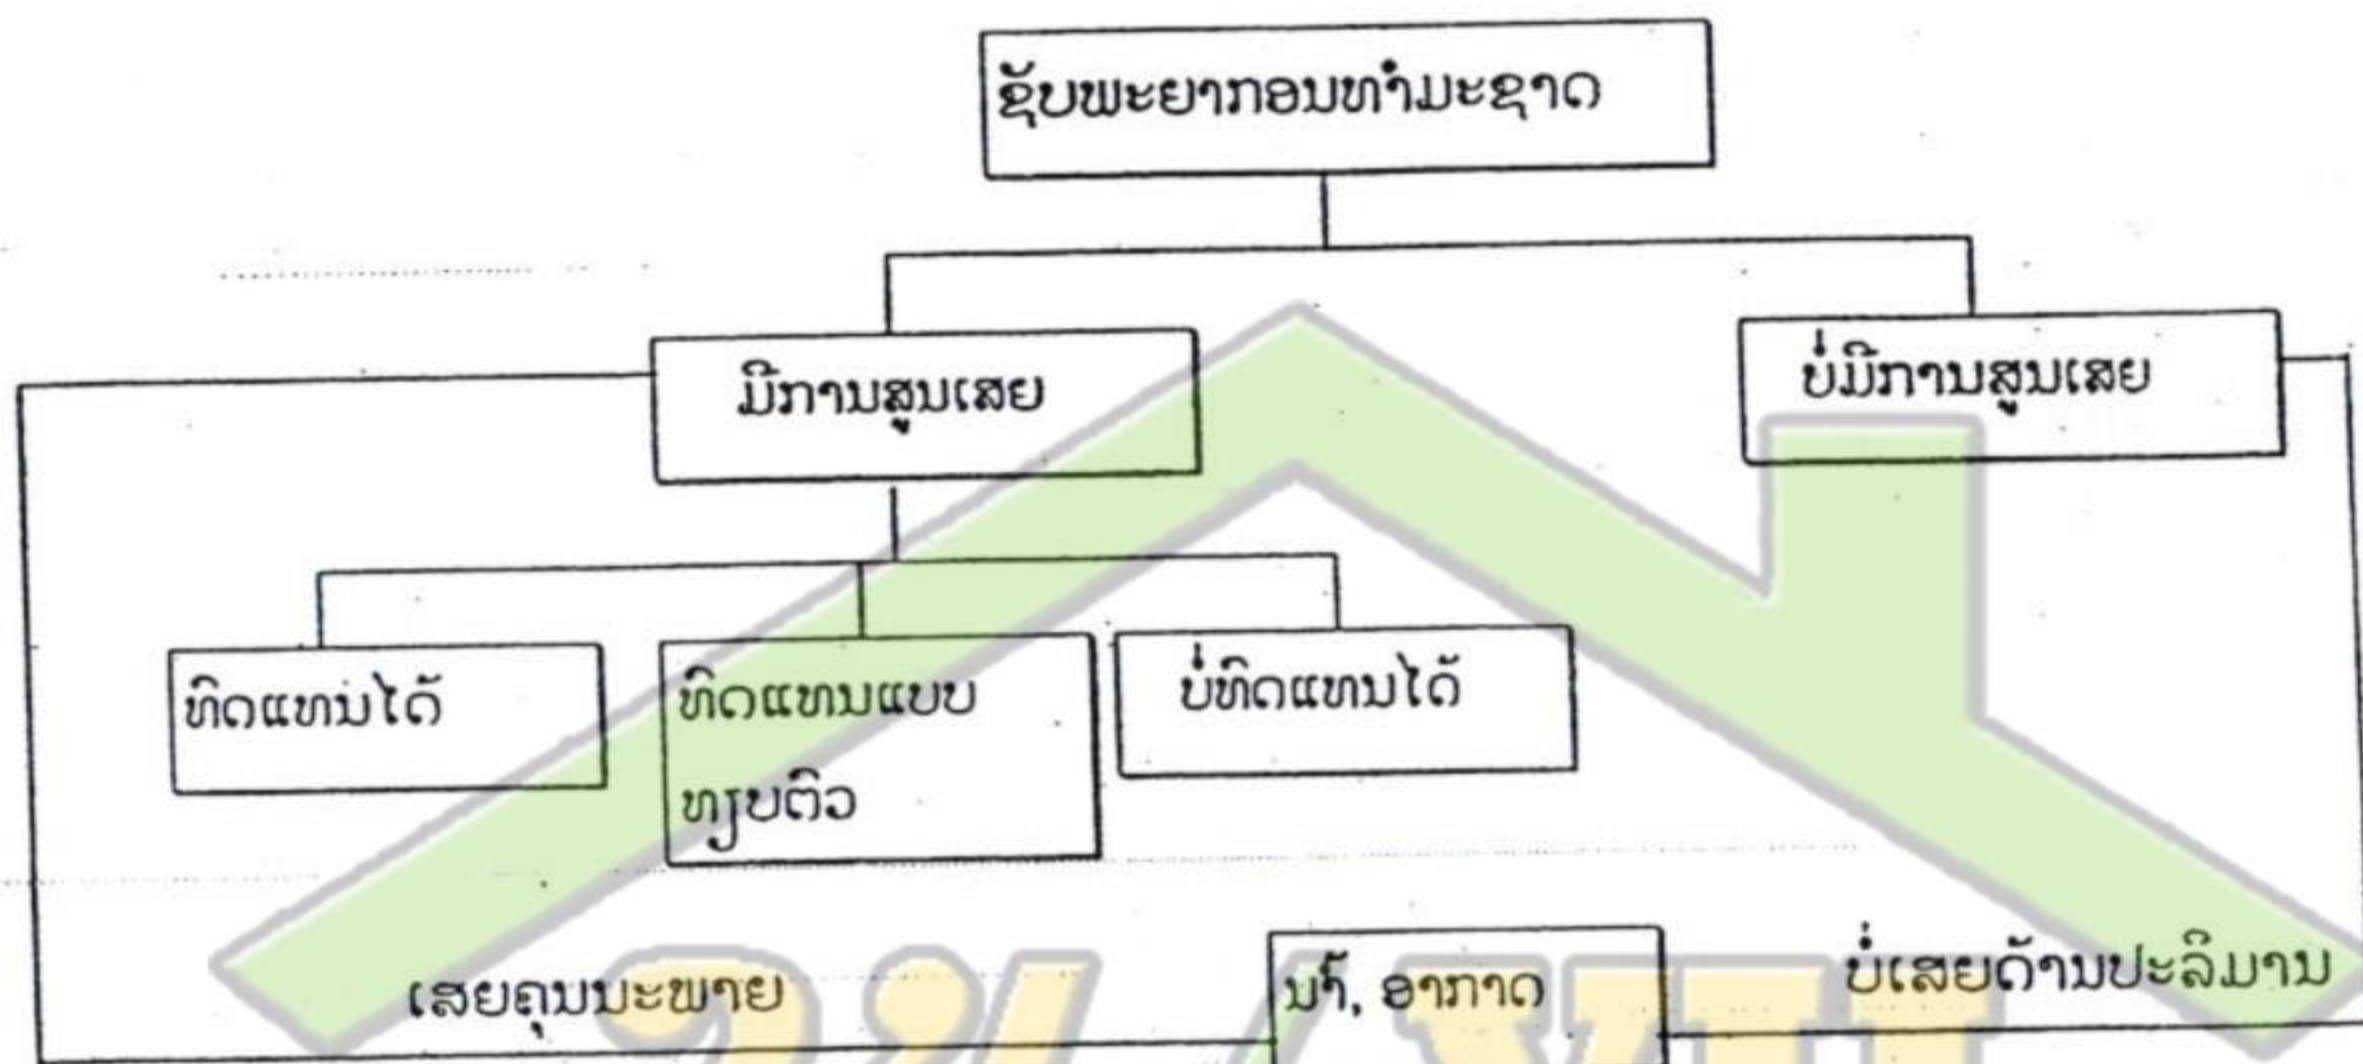 ຊັບພະຍາກອນທຳມະຊາດ
ມີການສູນເສຍ
ບໍ່ມີການສູນເສຍ
ທົດແທນໄດ້
ທົດແທນແບບ
ທຽບຕົວ
ບໍ່ທົດແທນໄດ້
ເສຍຄຸນນະພາຍ
ນ້ຳ, ອາກາດ
ບໍ່ເສຍດ້ານປະລິມານ